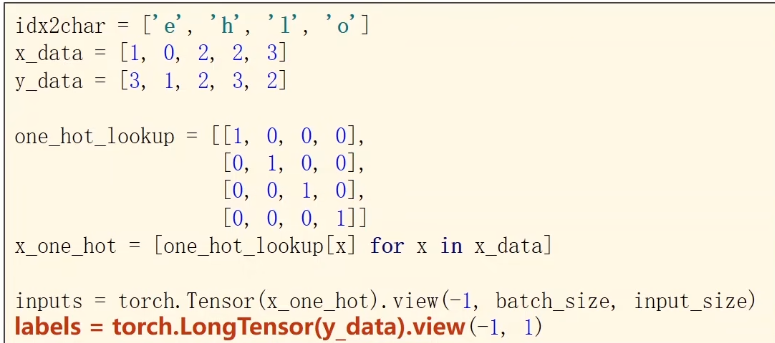 idx2char = ['e', 'h', 'l', 'o']
x_data = [1, 0, 2, 2, 3]
y_data = [3, 1, 2, 3, 2]
one_hot_lookup = [[1, 0, 0, 0],
[0, 1, 0, 0],
[0, 0, 1, 0],
[0, 0, 0, 1]]
x_one_hot = [one_hot_lookup[x] for x in x_data]
inputs = torch.Tensor(x_one_hot).view(-1, batch_size, input_size)
labels = torch.LongTensor(y_data).view(-1, 1)